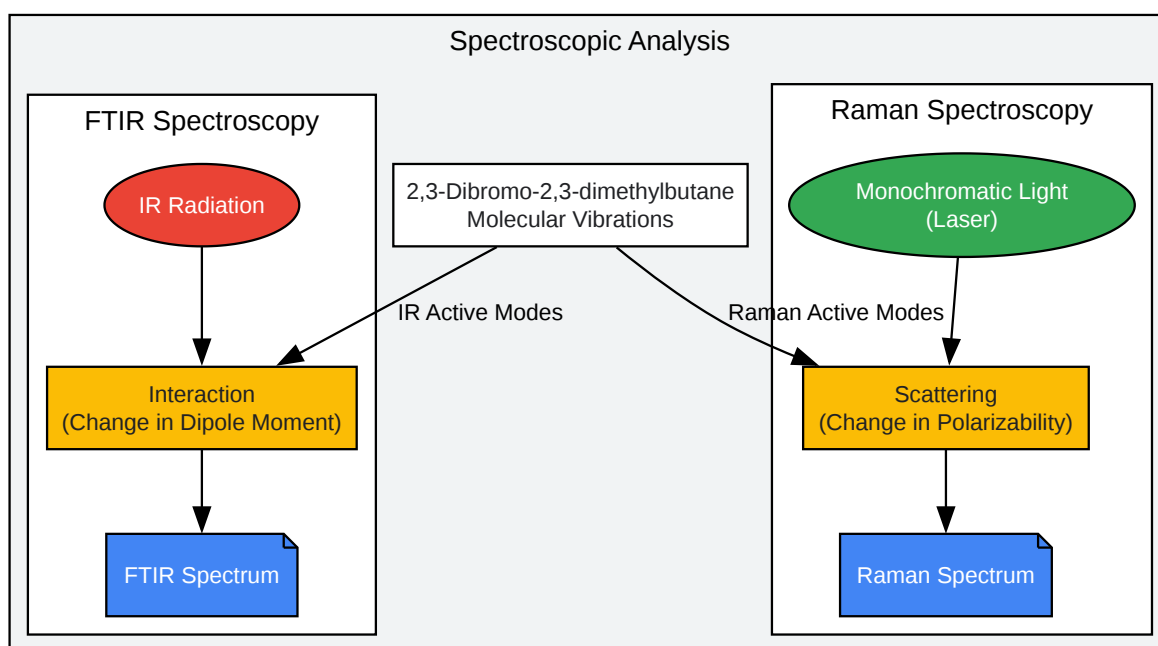 Spectroscopic Analysis
FTIR Spectroscopy
IR Radiation
2,3-Dibromo-2,3-dimethylbutane
Molecular Vibrations
Raman Spectroscopy
Monochromatic Light
(Laser)
IR Active Modes
Raman Active Modes
Interaction
(Change in Dipole Moment)
Scattering
(Change in Polarizability)
FTIR Spectrum
Raman Spectrum